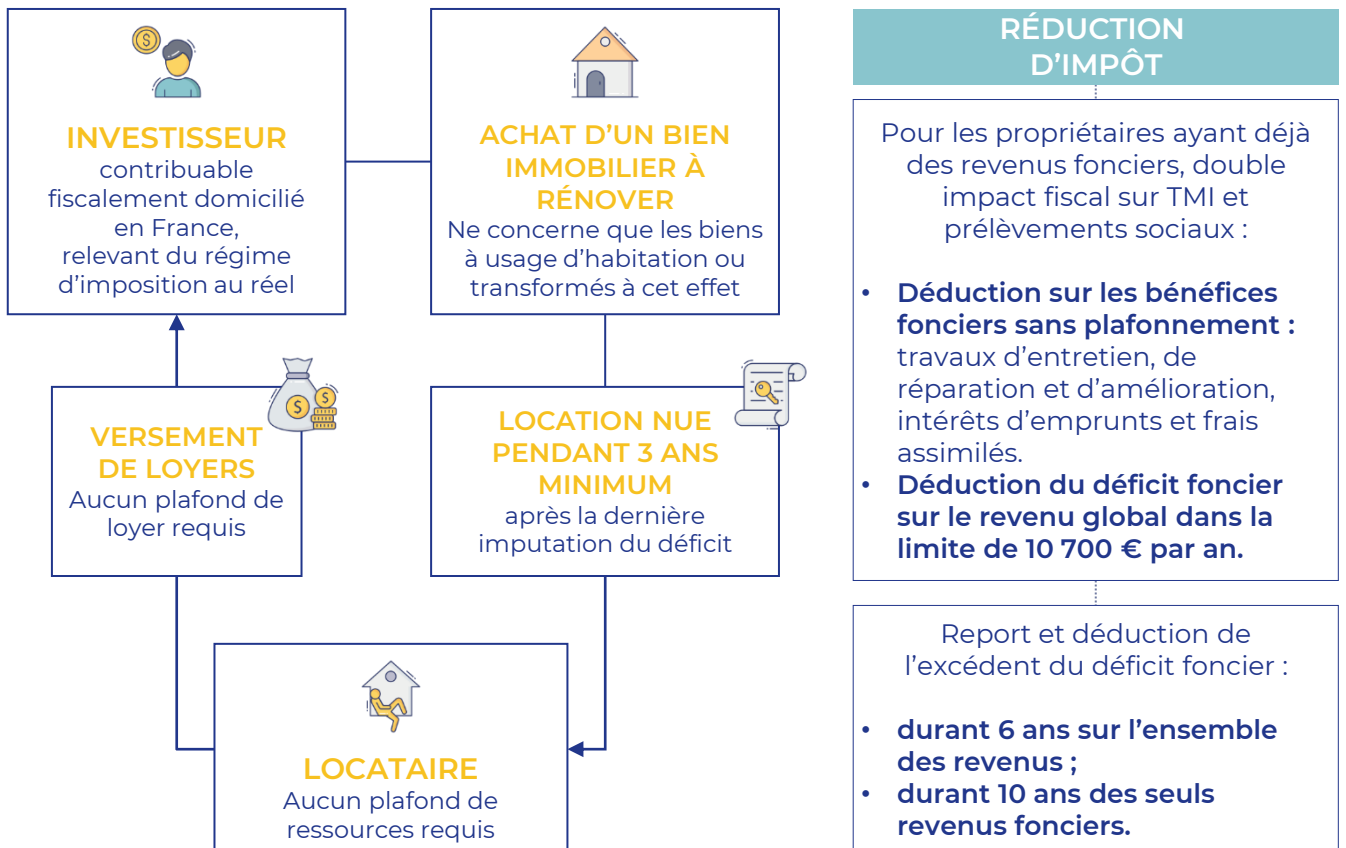 INVESTISSEUR
contribuable
fiscalement domicilié
en France,
relevant du régime
d'imposition au réel
ACHAT D'UN BIEN
IMMOBILIER À
RÉNOVER
Ne concerne que les biens
à usage d'habitation ou
transformés à cet effet
VERSEMENT
DE LOYERS
Aucun plafond de
loyer requis
LOCATION NUE
PENDANT 3 ANS
MINIMUM
après la dernière
imputation du déficit
LOCATAIRE
Aucun plafond de
ressources requis
RÉDUCTION
D'IMPÔT
Pour les propriétaires ayant déjà
des revenus fonciers, double
impact fiscal sur TMI et
prélèvements sociaux :
• Déduction sur les bénéfices
fonciers sans plafonnement :
travaux d'entretien, de
réparation et d'amélioration,
intérêts d'emprunts et frais
assimilés.
• Déduction du déficit foncier
sur le revenu global dans la
limite de 10 700 € par an.
Report et déduction de
l'excédent du déficit foncier :
• durant 6 ans sur l'ensemble
des revenus ;
• durant 10 ans des seuls
revenus fonciers.